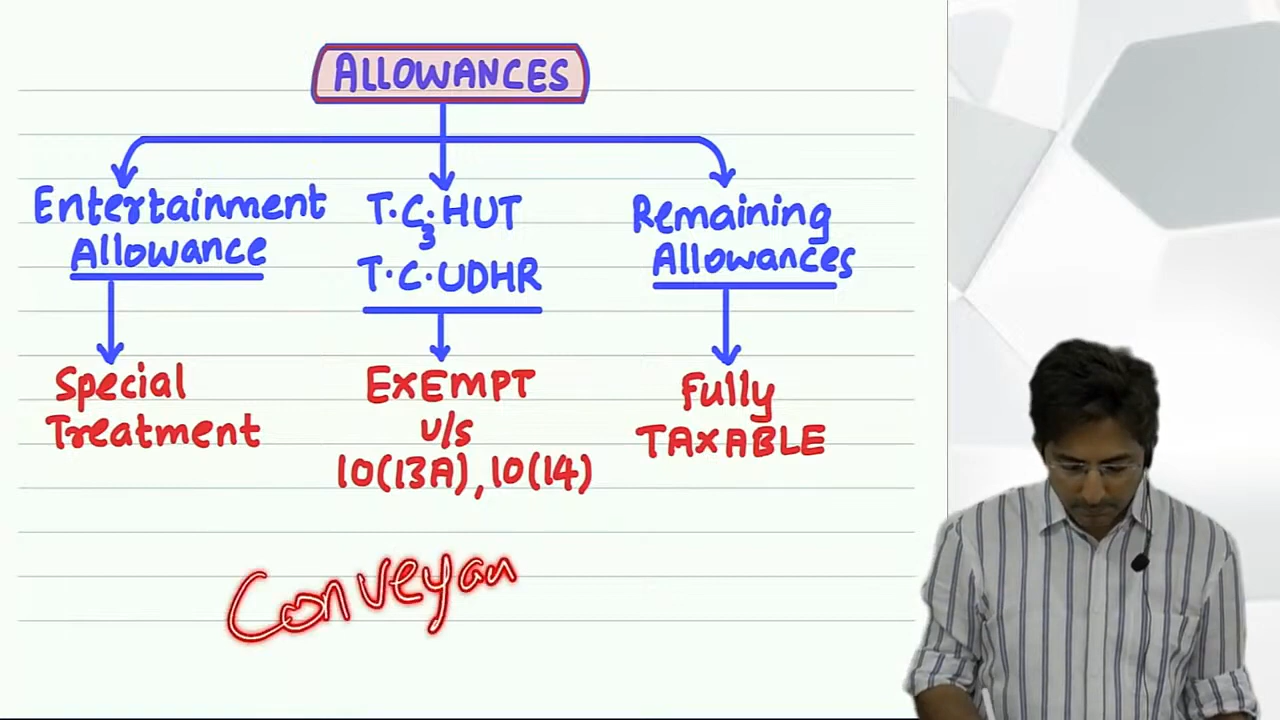 ALLOWANCES
Entertainment
Allowance
T.C3.HUT
T.C.UDHR
Remaining
Allowances
Special
Treatment
EXEMPT
u/s
10(13A), 10(14)
Fully
TAXABLE
Conveyan